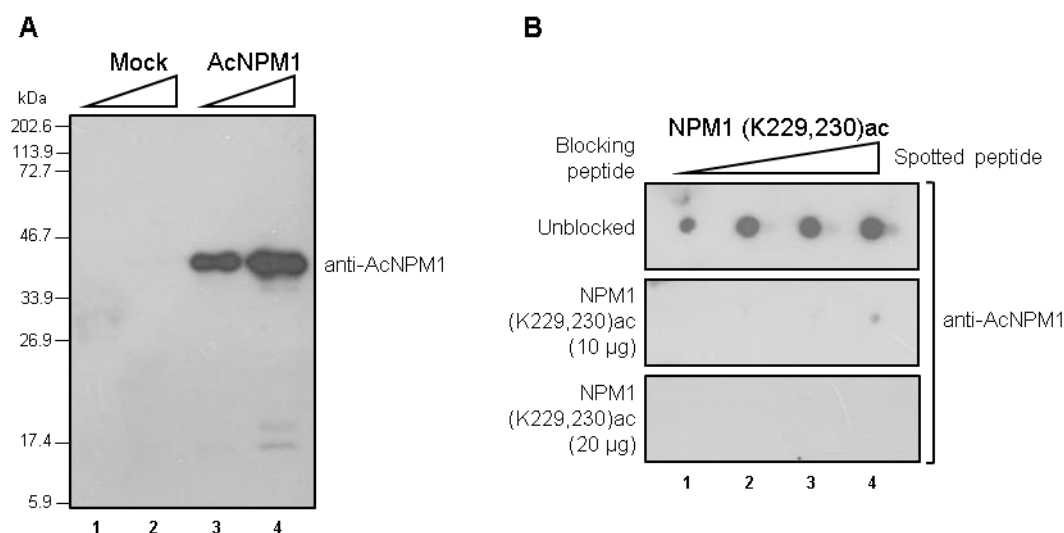 A
Mock AcNPM1
kDa
202.6
113.9
72.7
46.7
33.9
26.9
17.4
5.9
anti-AcNPM1
1 2 3 4
B
NPM1 (K229,230)ac
Blocking
peptide
Spotted peptide
Unblocked
NPM1
(K229,230)ac
(10 µg)
NPM1
(K229,230)ac
(20 µg)
anti-AcNPM1
1 2 3 4